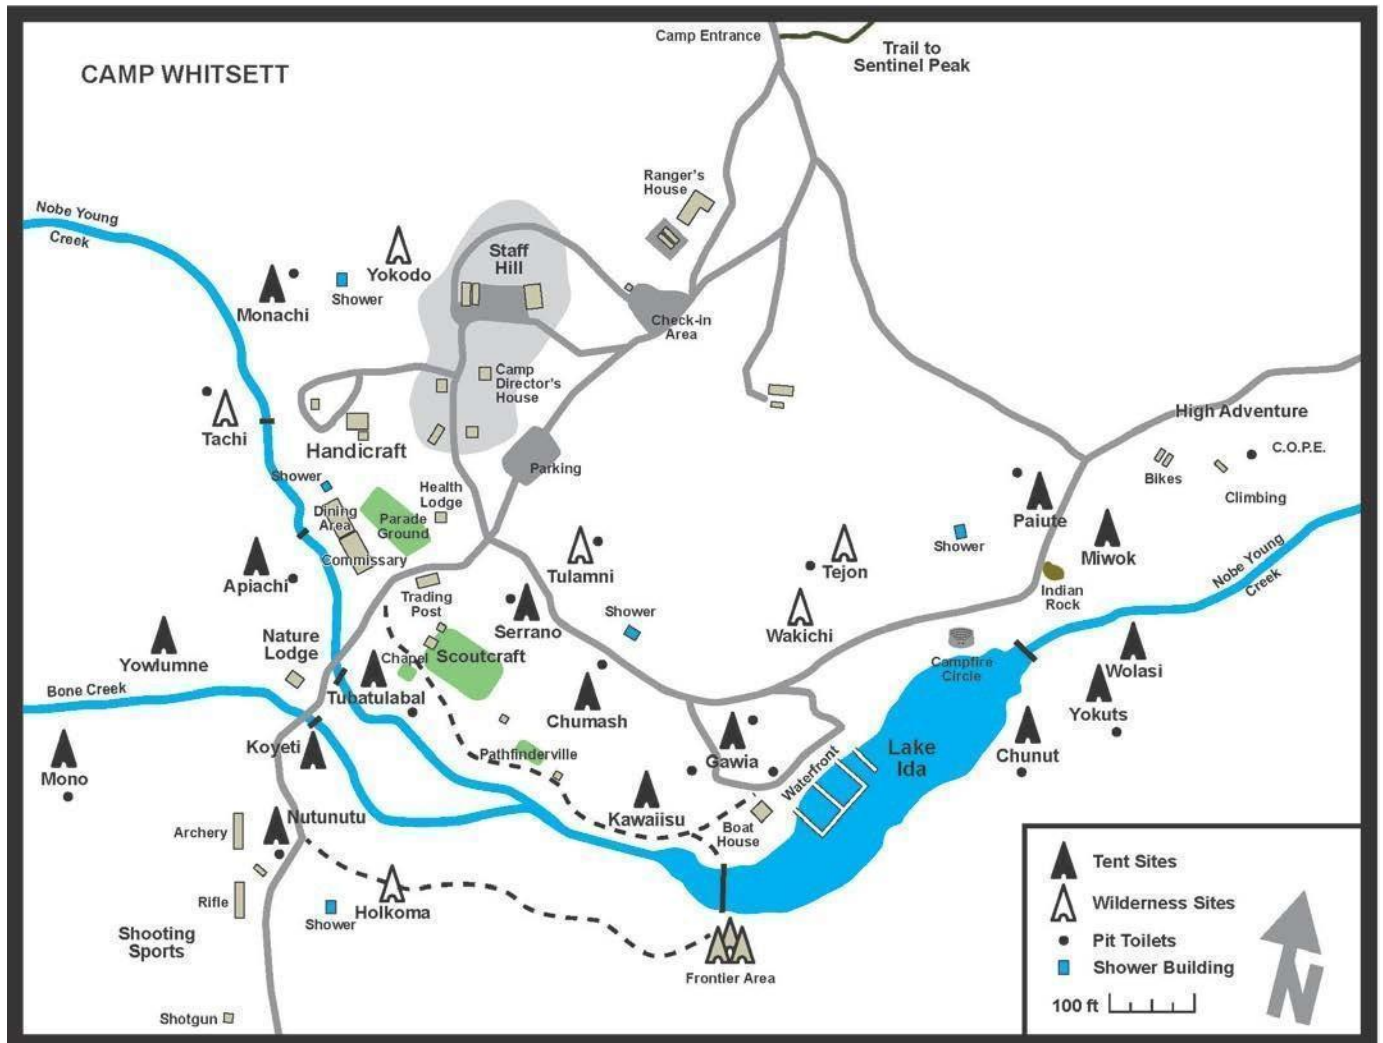 Camp Entrance
Trail to
Sentinel Peak
CAMP WHITSETT
Ranger's
House
Nobe Young
Creek
Yokodo
Staff
Hill
Shower
Monachi
Check-in
Area
Camp
Director's
House
Tachi
Handicraft
High Adventure
C.O.P.E.
Bikes
Climbing
Parking
Shower
Health
Lodge
Dining
Area
Parade
Ground
Commissary
Paiute
Shower
Miwok
Tulamni
Tejon
Apiachi
Trading
Post
Shower
Indian
Rock
Nobe Young
Creek
Serrano
Wakichi
Nature
Lodge
Yowlumne
Chapel
Scoutcraft
Campfire
Circle
Wolasi
Bone Creek
Tubatulabal
Chumash
Yokuts
Koyeti
Pathfinderville
Gawia
Waterfront
Lake
Ida
Chunut
Mono
Nutunutu
Archery
Kawaiisu
Boat
House
Rifle
Holkoma
Shower
Shooting
Sports
Frontier Area
Shotgun
Tent Sites
Wilderness Sites
Pit Toilets
Shower Building
100 ft
N